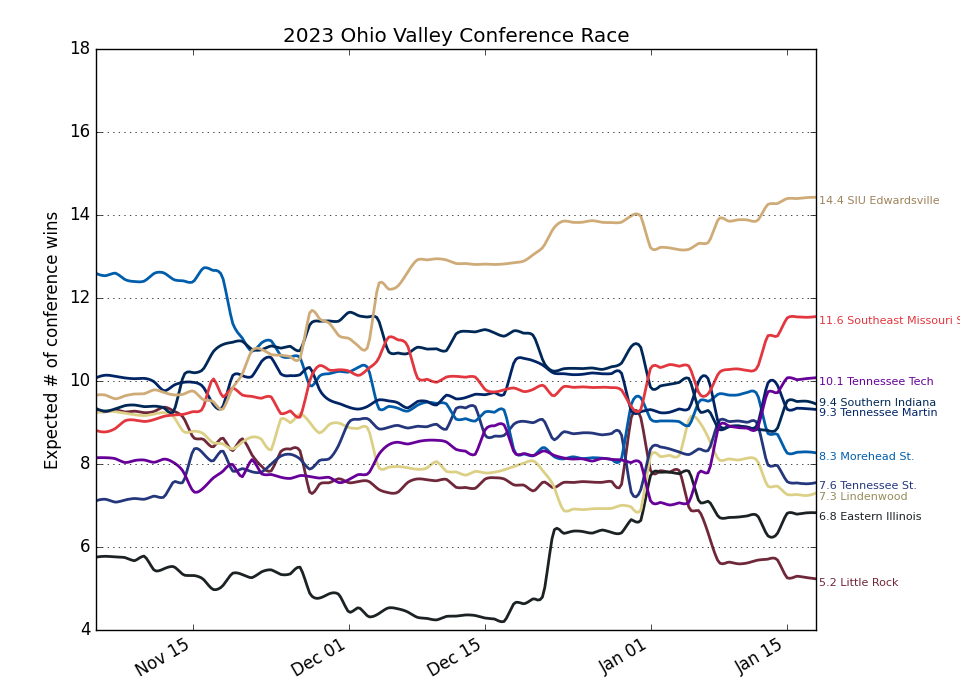 2023 Ohio Valley Conference Race
Expected # of conference wins
18
16
14
12
10
8
6
4
Nov 15
Dec 01
Dec 15
Jan 01
Jan 15
14.4 SIU Edwardsville
11.6 Southeast Missouri S
10.1 Tennessee Tech
9.4 Southern Indiana
9.3 Tennessee Martin
8.3 Morehead St.
7.6 Tennessee St.
7.3 Lindenwood
6.8 Eastern Illinois
5.2 Little Rock